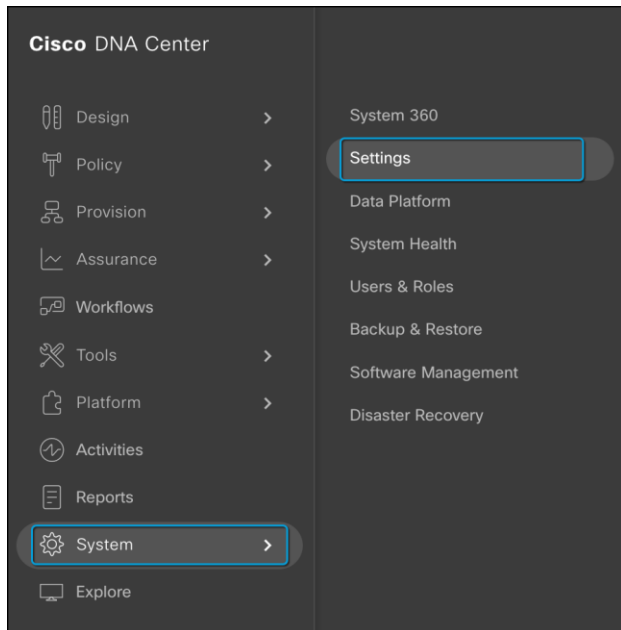 Cisco DNA Center
Design
Policy
Provision
Assurance
Workflows
Tools
Platform
Activities
Reports
System
Explore
System 360
Settings
Data Platform
System Health
Users & Roles
Backup & Restore
Software Management
Disaster Recovery